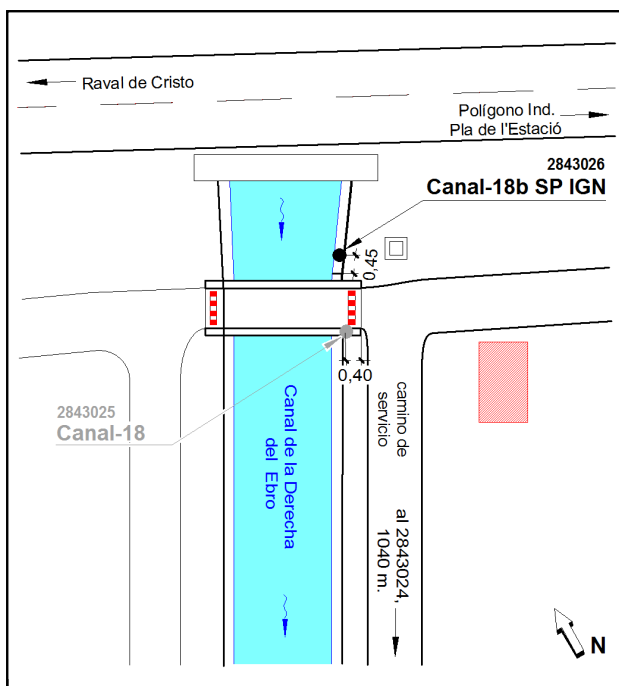 Raval de Cristo
Polígono Ind.
Pla de l'Estació
2843026
Canal-18b SP IGN
0,45
0,40
2843025
Canal-18
Canal de la Derecha
del Ebro
camino de
servicio
al 2843024,
1040 m.
N